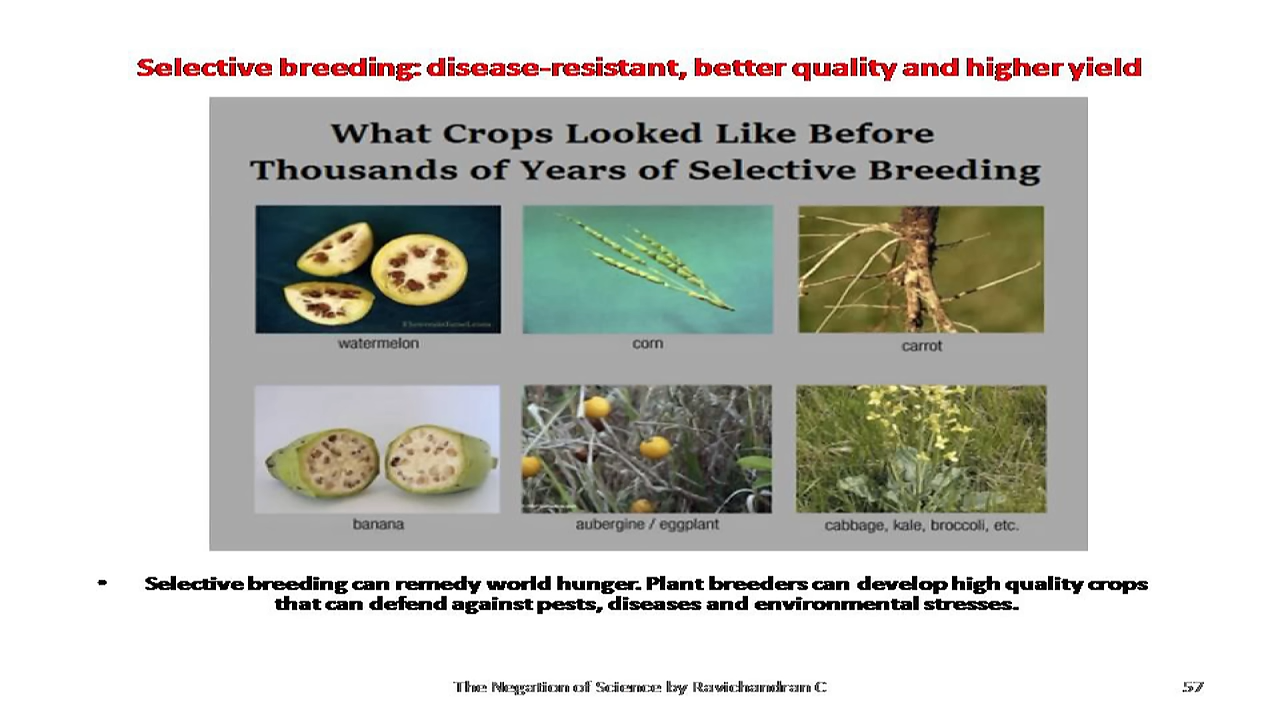 Selective breeding: disease-resistant, better quality and higher yield
What Crops Looked Like Before
Thousands of Years of Selective Breeding
watermelon
corn
carrot
banana
aubergine / eggplant
cabbage, kale, broccoli, etc.
• Selective breeding can remedy world hunger. Plant breeders can develop high quality crops
that can defend against pests, diseases and environmental stresses.
The Negation of Science by Ravichandran C
57